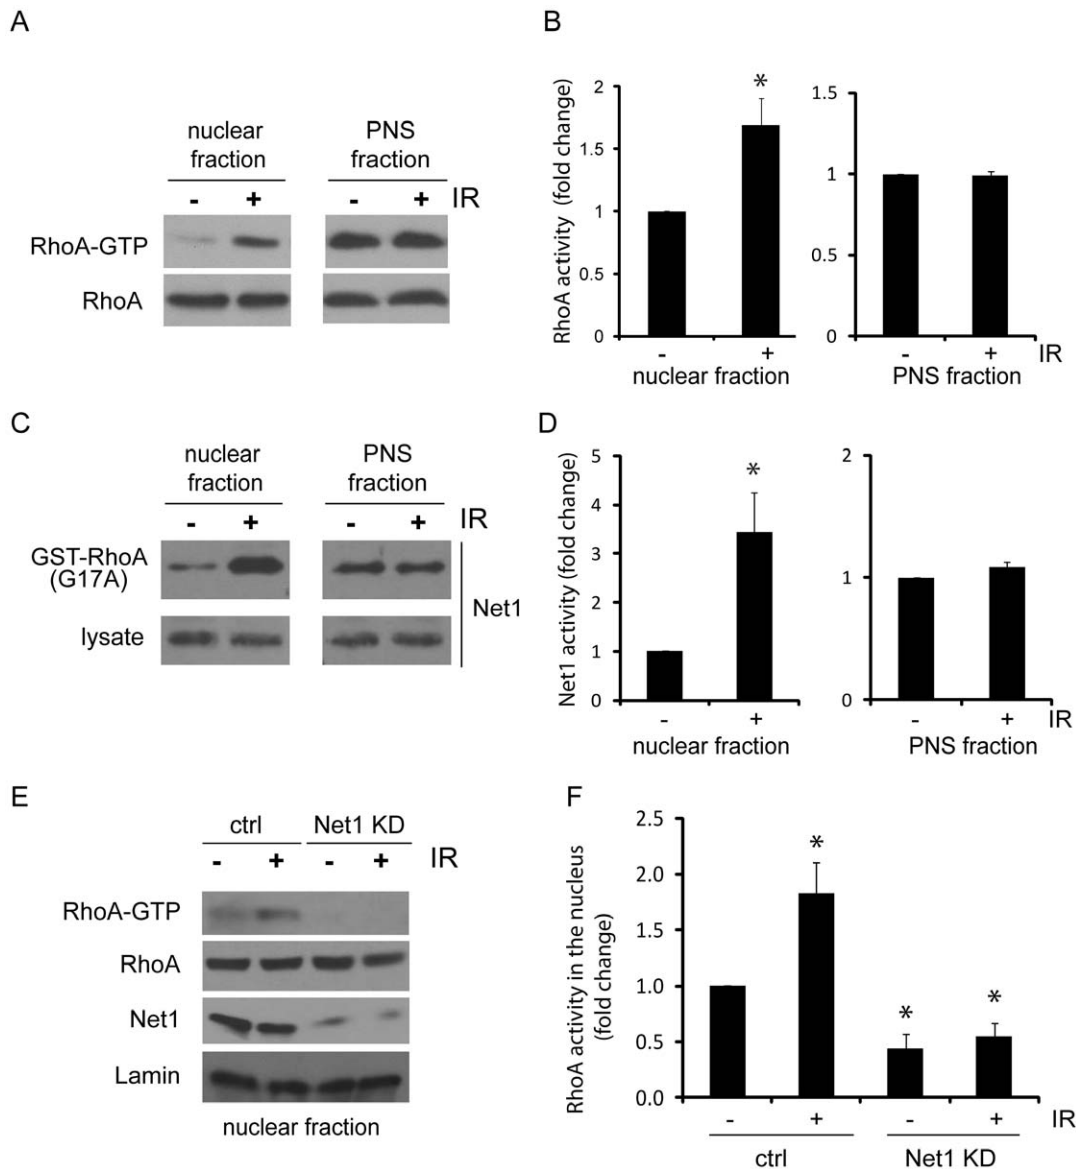 A
nuclear
fraction
PNS
fraction
- + - + IR
RhoA-GTP
RhoA
B
RhoA activity (fold change)
2
1.5
1
0.5
0
- +
nuclear fraction
1.5
1
0.5
0
*
- + IR
PNS fraction
C
nuclear
fraction
PNS
fraction
- + - + IR
GST-RhoA
(G17A)
lysate
Net1
D
Net1 activity (fold change)
5
4
3
2
1
0
*
- +
nuclear fraction
2
1
0
- + IR
PNS fraction
E
ctrl Net1 KD
- + - + IR
RhoA-GTP
RhoA
Net1
Lamin
nuclear fraction
F
RhoA activity in the nucleus
(fold change)
2.5
2.0
1.5
1.0
0.5
0.0
*
* *
- + - + IR
ctrl Net1 KD